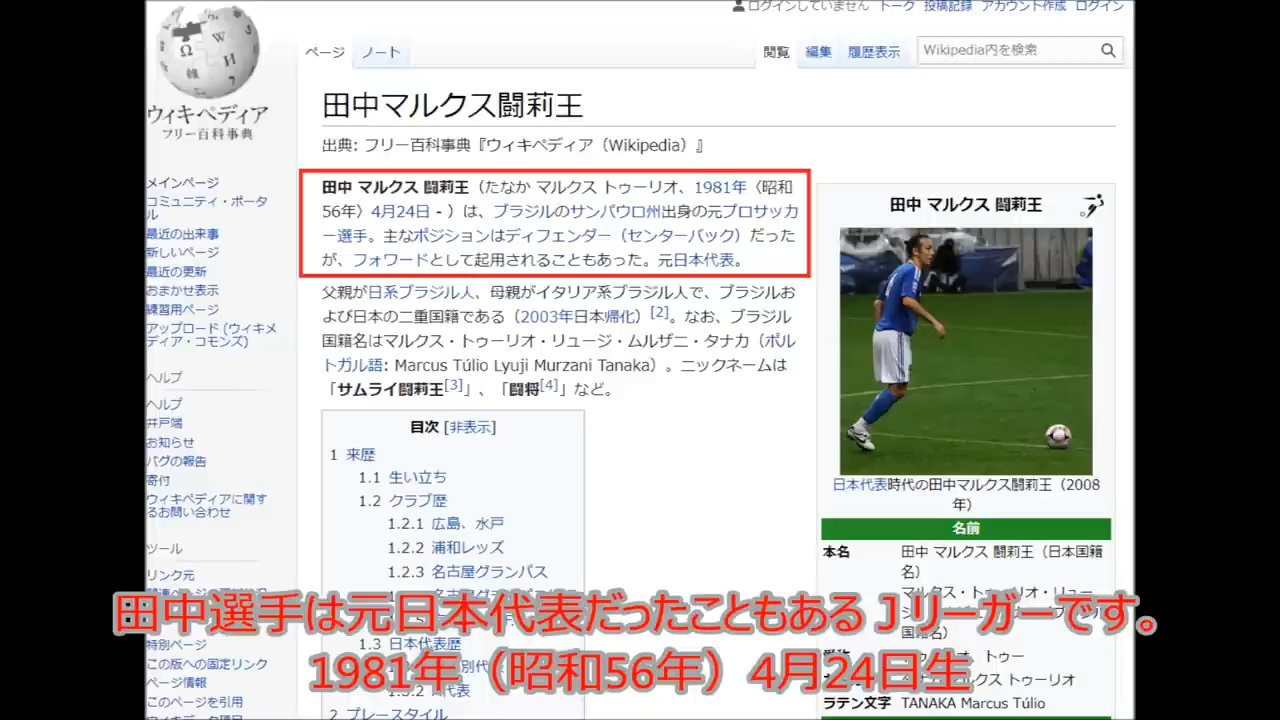 ログインしていません トーク 投稿記録 アカウント作成 ログイン
ページ ノート 閲覧 編集 履歴表示 Wikipedia内を検索
ウィキペディア
フリー百科事典
田中マルクス闘莉王
出典: フリー百科事典『ウィキペディア（Wikipedia）』
田中 マルクス 闘莉王（たなか マルクス トゥーリオ、1981年〈昭和
56年〉4月24日 - ）は、ブラジルのサンパウロ州出身の元プロサッカ
ー選手。主なポジションはディフェンダー（センターバック）だった
が、フォワードとして起用されることもあった。元日本代表。
父親が日系ブラジル人、母親がイタリア系ブラジル人で、ブラジルお
よび日本の二重国籍である（2003年日本帰化）[2]。なお、ブラジル
国籍名はマルクス・トゥーリオ・リュージ・ムルザニ・タナカ（ポル
トガル語: Marcus Túlio Lyuji Murzani Tanaka）。ニックネームは
「サムライ闘莉王[3]」、「闘将[4]」など。
目次 [非表示]
1 来歴
1.1 生い立ち
1.2 クラブ歴
1.2.1 広島、水戸
1.2.2 浦和レッズ
1.2.3 名古屋グランパス
1.3 日本代表歴
2 プレースタイル
メインページ
コミュニティ・ポータ
ル
最近の出来事
新しいページ
最近の更新
おまかせ表示
練習用ページ
アップロード (ウィキメ
ディア・コモンズ)
ヘルプ
ヘルプ
井戸端
お知らせ
バグの報告
寄付
ウィキペディアに関す
るお問い合わせ
ツール
リンク元
特別ページ
この版への固定リンク
ページ情報
このページを引用
田中 マルクス 闘莉王
日本代表時代の田中マルクス闘莉王（2008
年）
名前
本名 田中 マルクス 闘莉王（日本国籍
名）
国籍名）
ラテン文字 TANAKA Marcus Túlio
田中選手は元日本代表だったこともあるＪリーガーです。
1981年（昭和56年）4月24日生